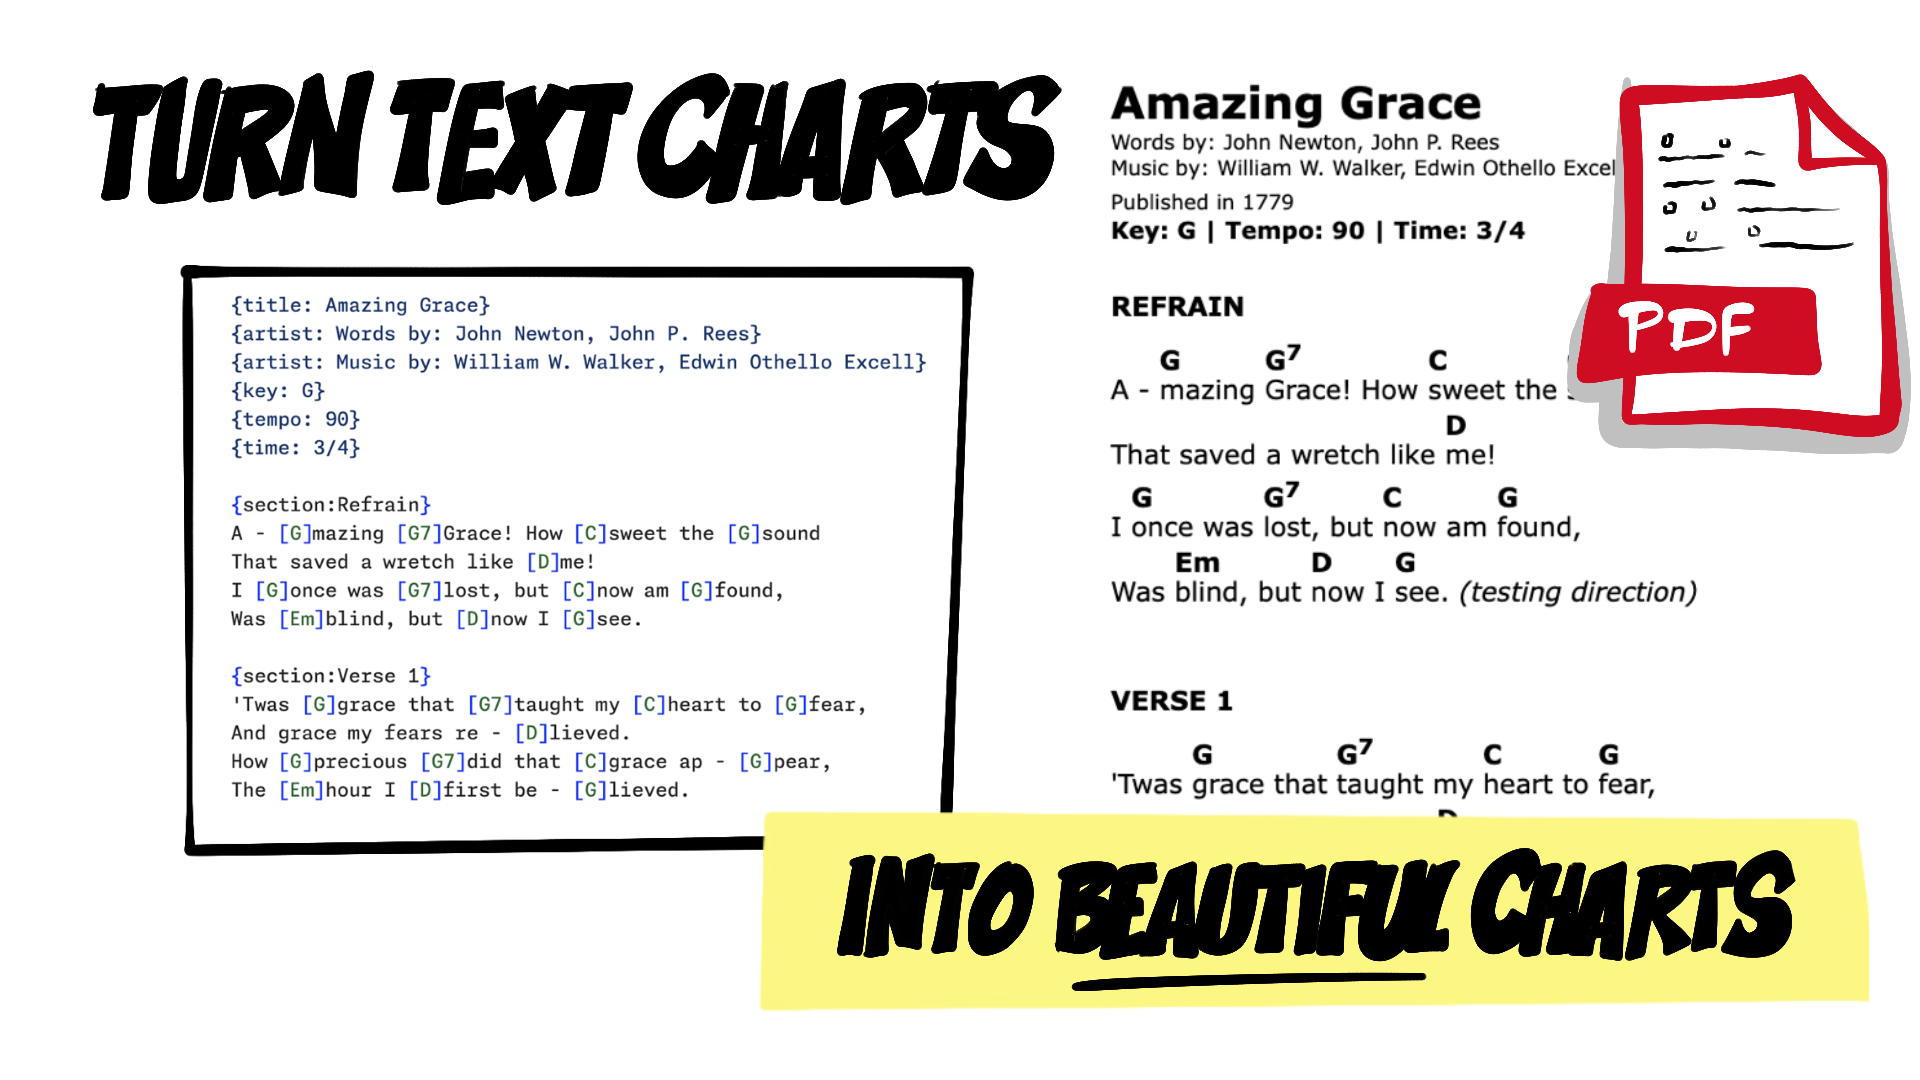 TURN TEXT CHARTS
{title: Amazing Grace}
{artist: Words by: John Newton, John P. Rees}
{artist: Music by: William W. Walker, Edwin Othello Excell}
{key: G}
{tempo: 90}
{time: 3/4}
{section:Refrain}
A - [G]mazing [G7]Grace! How [C]sweet the [G]sound
That saved a wretch like [D]me!
I [G]once was [G7]lost, but [C]now am [G]found,
Was [Em]blind, but [D]now I [G]see.
{section:Verse 1}
'Twas [G]grace that [G7]taught my [C]heart to [G]fear,
And grace my fears re - [D]lieved.
How [G]precious [G7]did that [C]grace ap - [G]pear,
The [Em]hour I [D]first be - [G]lieved.
Amazing Grace
Words by: John Newton, John P. Rees
Music by: William W. Walker, Edwin Othello Excel
Published in 1779
Key: G | Tempo: 90 | Time: 3/4
REFRAIN
G G7 C
A - mazing Grace! How sweet the
D
That saved a wretch like me!
G G7 C G
I once was lost, but now am found,
Em D G
Was blind, but now I see. (testing direction)
VERSE 1
G G7 C G
'Twas grace that taught my heart to fear,
D
PDF
INTO BEAUTIFUL CHARTS